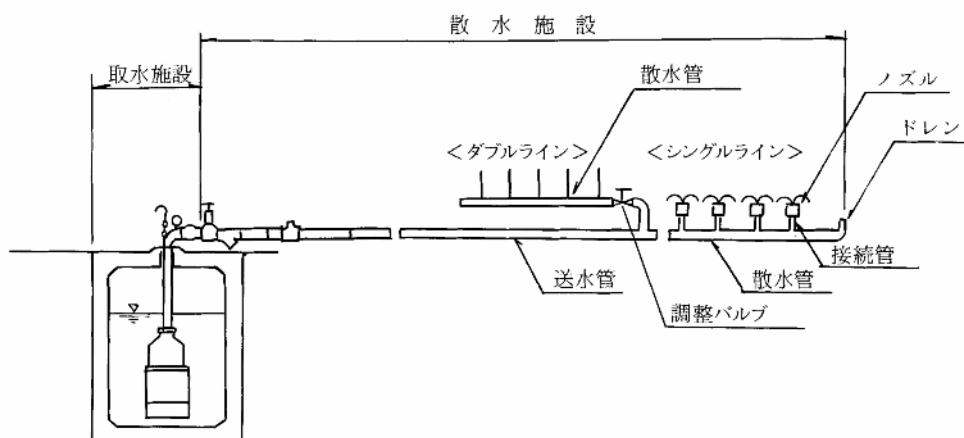 散水施設
取水施設
散水管
ノズル
ドレン
＜ダブルライン＞
＜シングルライン＞
接続管
送水管
散水管
調整バルブ